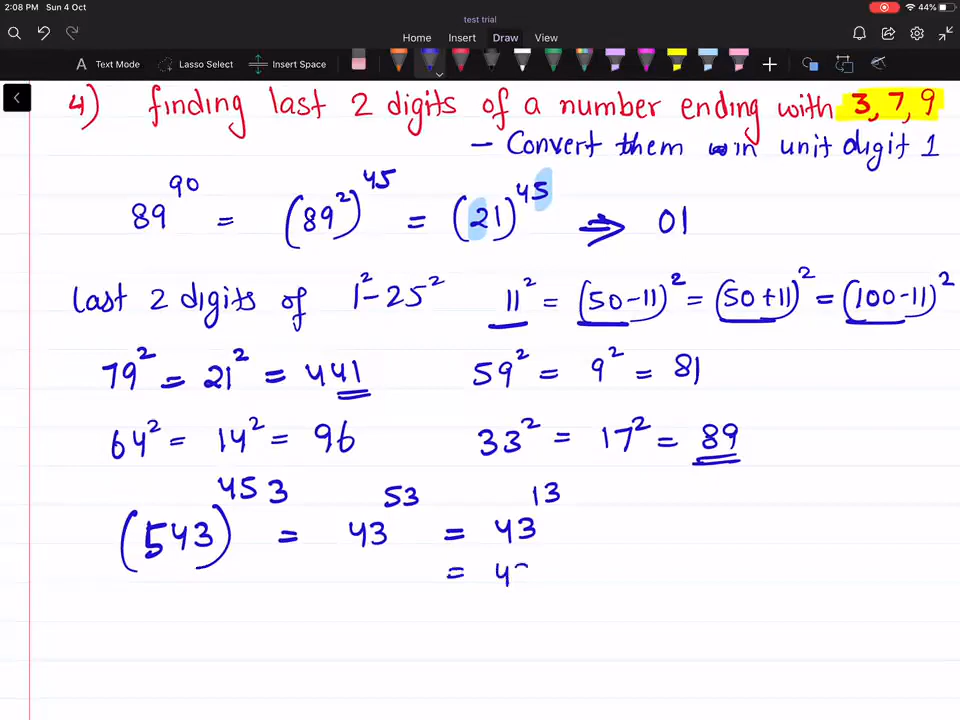 2:08 PM Sun 4 Oct
44%
test trial
Home Insert Draw View
Text Mode Lasso Select Insert Space
4) finding last 2 digits of a number ending with 3, 7, 9
- Convert them in unit digit 1
89^90 = (89^2)^45 = (21)^45 ⇒ 01
last 2 digits of 1^2 - 25^2 11^2 = (50-11)^2 = (50+11)^2 = (100-11)^2
79^2 = 21^2 = 441 59^2 = 9^2 = 81
64^2 = 14^2 = 96 33^2 = 17^2 = 89
(543)^453 = 43^53 = 43^13
= 4